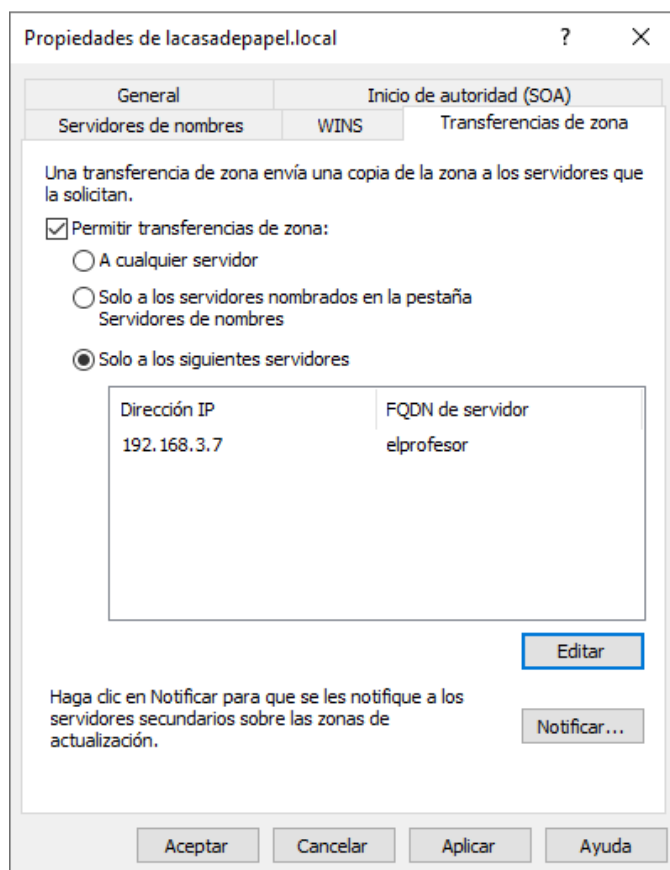 Propiedades de lacasadepapel.local
?
General
Inicio de autoridad (SOA)
Servidores de nombres
WINS
Transferencias de zona
Una transferencia de zona envía una copia de la zona a los servidores que
la solicitan.
Permitir transferencias de zona:
A cualquier servidor
Solo a los servidores nombrados en la pestaña
Servidores de nombres
Solo a los siguientes servidores
Dirección IP
FQDN de servidor
192.168.3.7
elprofesor
Editar
Haga clic en Notificar para que se les notifique a los
servidores secundarios sobre las zonas de
actualización.
Notificar...
Aceptar
Cancelar
Aplicar
Ayuda